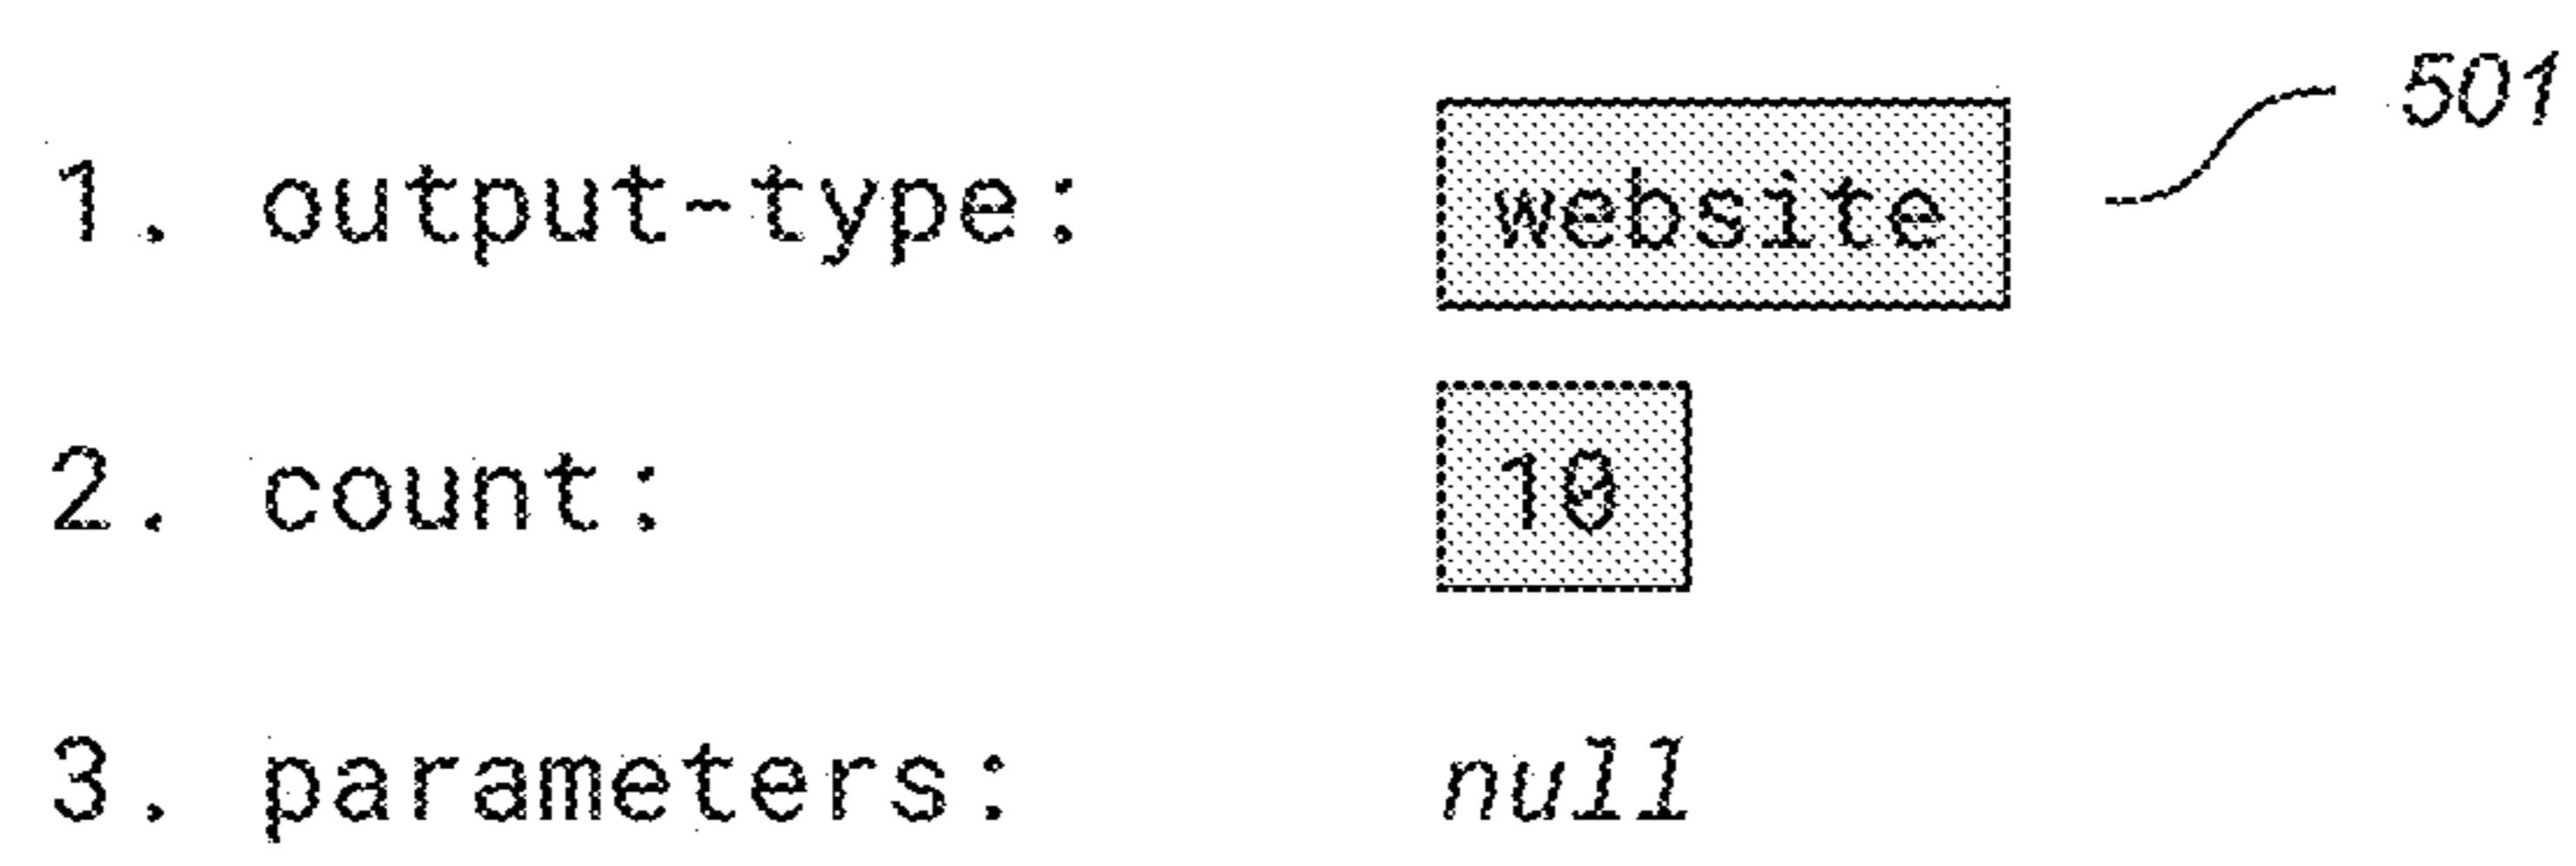 501
1. output-type: website
2. count: 10
3. parameters: null